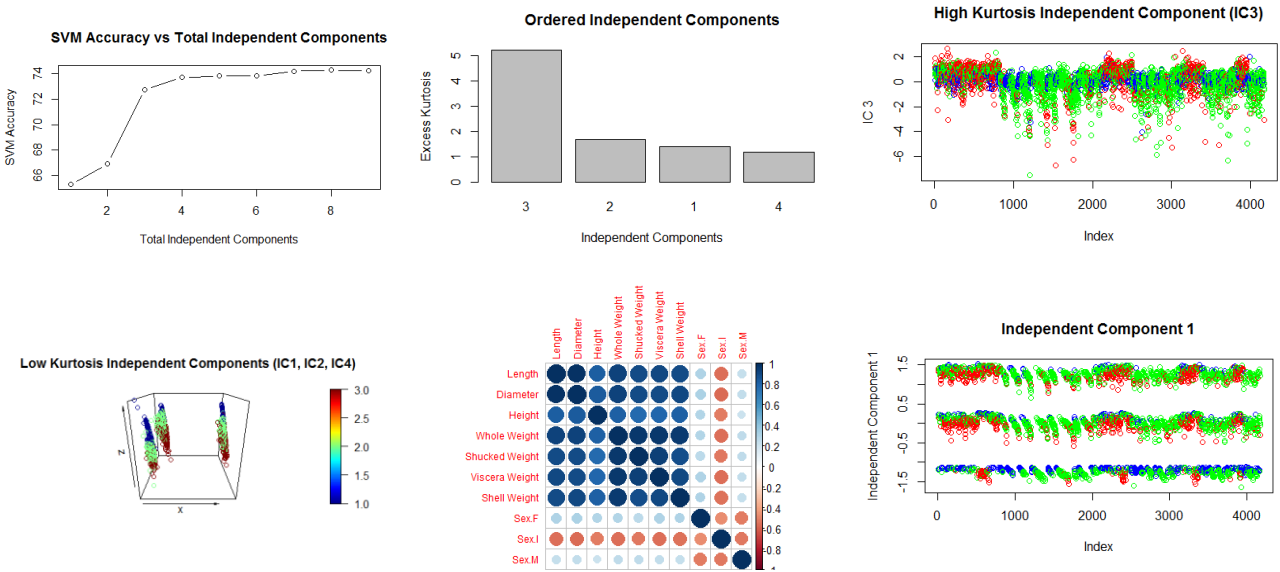 SVM Accuracy vs Total Independent Components
SVM Accuracy
74
72
70
68
66
2
4
6
8
Total Independent Components
Ordered Independent Components
Excess Kurtosis
5
4
3
2
1
0
3
2
1
4
Independent Components
High Kurtosis Independent Component (IC3)
IC 3
2
0
-2
-4
-6
0
1000
2000
3000
4000
Index
Low Kurtosis Independent Components (IC1, IC2, IC4)
Z
X
3.0
2.5
2.0
1.5
1.0
Length
Diameter
Height
Whole Weight
Shucked Weight
Viscera Weight
Shell Weight
Sex.F
Sex.I
Sex.M
Length
Diameter
Height
Whole Weight
Shucked Weight
Viscera Weight
Shell Weight
Sex.F
Sex.I
Sex.M
1
0.8
0.6
0.4
0.2
0
-0.2
-0.4
-0.6
-0.8
-1
Independent Component 1
Independent Component 1
1.5
0.5
-0.5
-1.5
0
1000
2000
3000
4000
Index